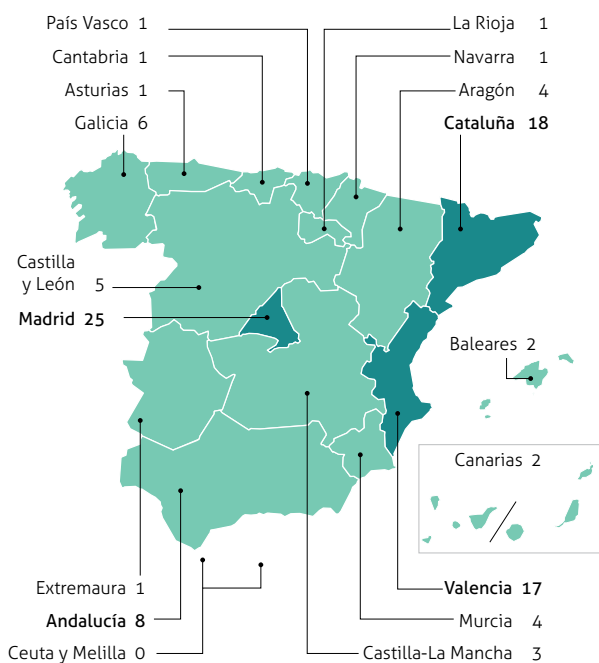 País Vasco 1
Cantabria 1
Asturias 1
Galicia 6
La Rioja 1
Navarra 1
Aragón 4
Cataluña 18
Castilla
y León 5
Madrid 25
Baleares 2
Canarias 2
Extremaura 1
Andalucía 8
Ceuta y Melilla 0
Valencia 17
Murcia 4
Castilla-La Mancha 3